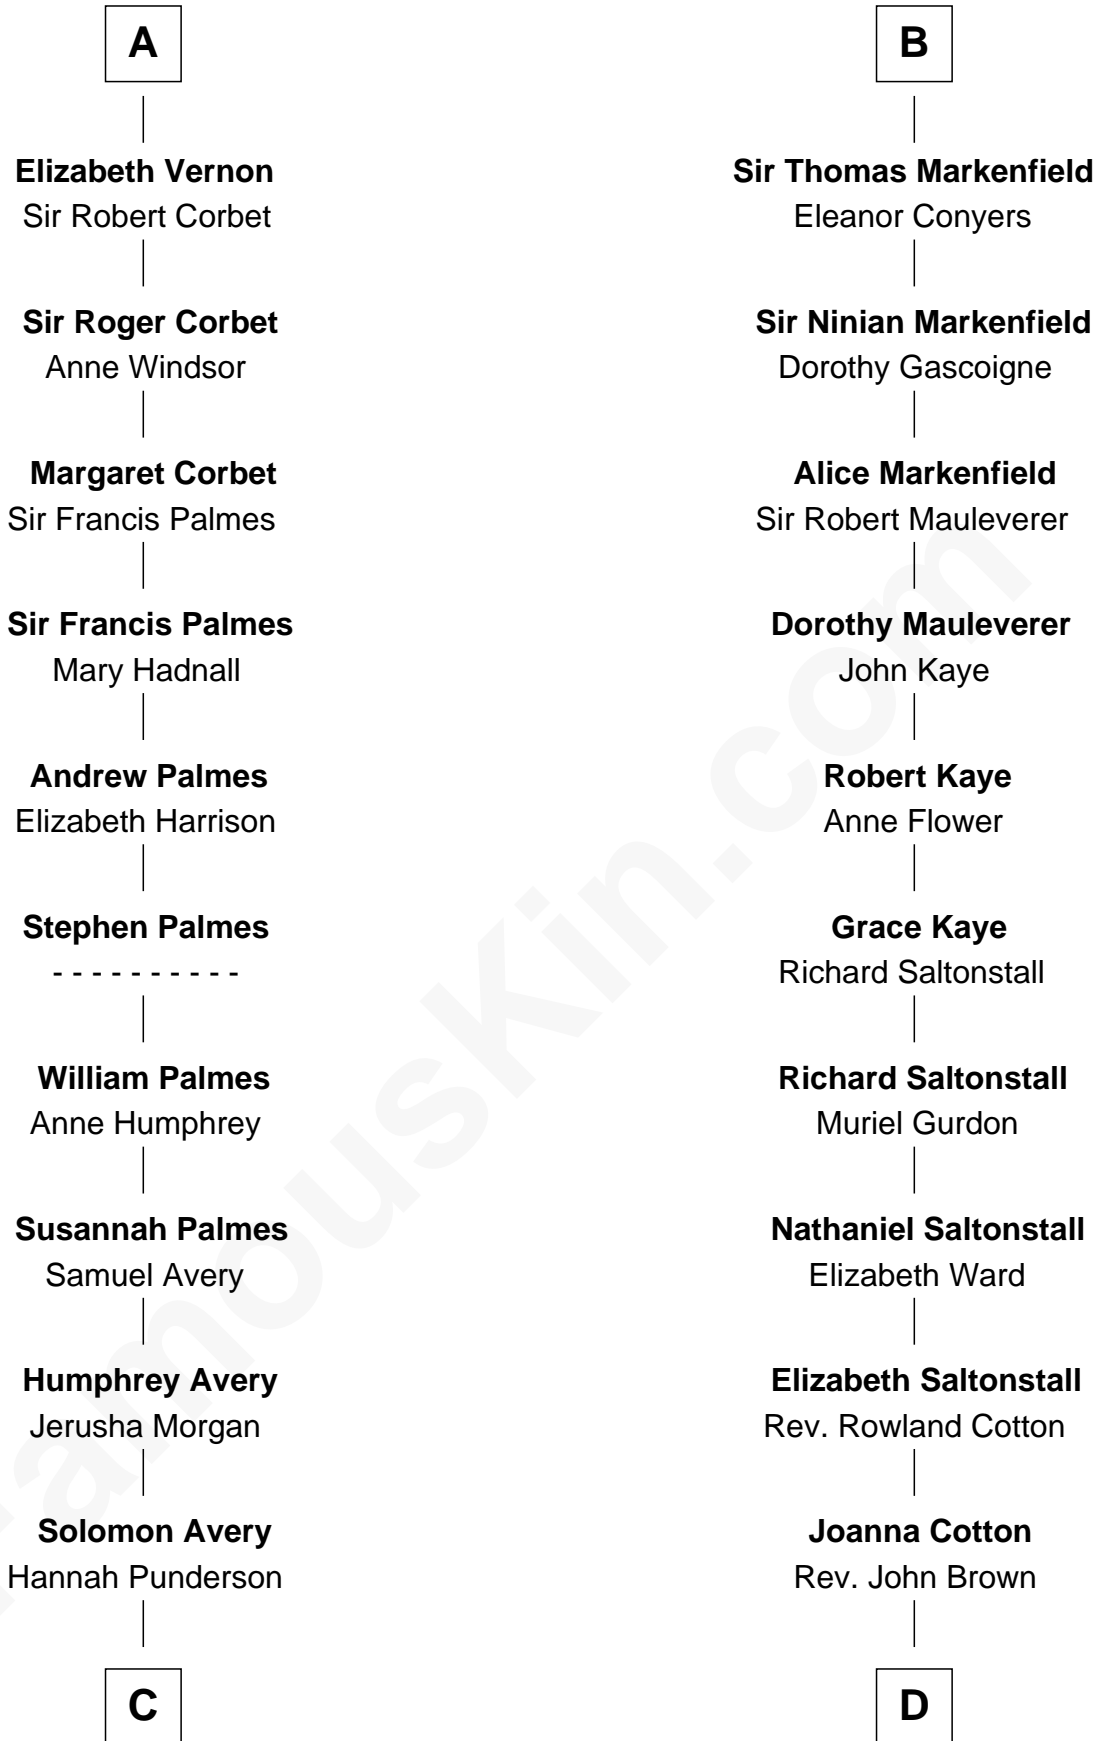 A
Elizabeth Vernon
Sir Robert Corbet
Sir Roger Corbet
Anne Windsor
Margaret Corbet
Sir Francis Palmes
Sir Francis Palmes
Mary Hadnall
Andrew Palmes
Elizabeth Harrison
Stephen Palmes
- - - - - - - - - - -
William Palmes
Anne Humphrey
Susannah Palmes
Samuel Avery
Humphrey Avery
Jerusha Morgan
Solomon Avery
Hannah Punderson
C
B
Sir Thomas Markenfield
Eleanor Conyers
Sir Ninian Markenfield
Dorothy Gascoigne
Alice Markenfield
Sir Robert Mauleverer
Dorothy Mauleverer
John Kaye
Robert Kaye
Anne Flower
Grace Kaye
Richard Saltonstall
Richard Saltonstall
Muriel Gurdon
Nathaniel Saltonstall
Elizabeth Ward
Elizabeth Saltonstall
Rev. Rowland Cotton
Joanna Cotton
Rev. John Brown
D
FamousKin.com